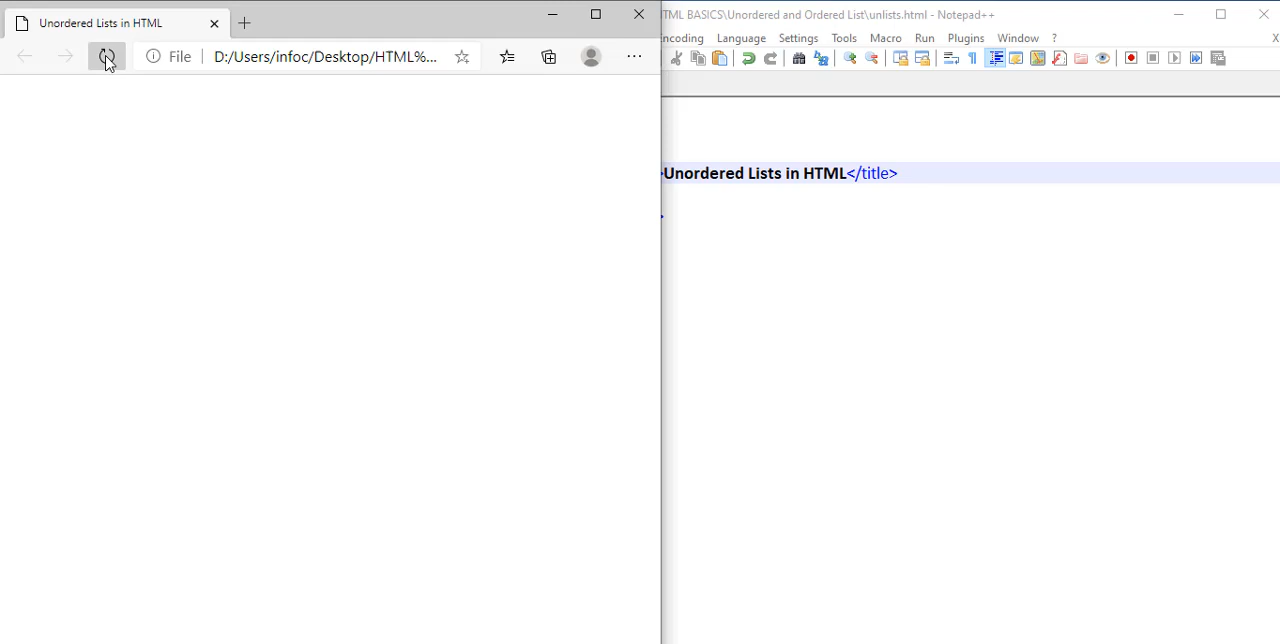 Unordered Lists in HTML
File
D:/Users/infoc/Desktop/HTML%...
TML BASICS\Unordered and Ordered List\unlists.html - Notepad++
ncoding Language Settings Tools Macro Run Plugins Window ? X
>Unordered Lists in HTML</title>
>